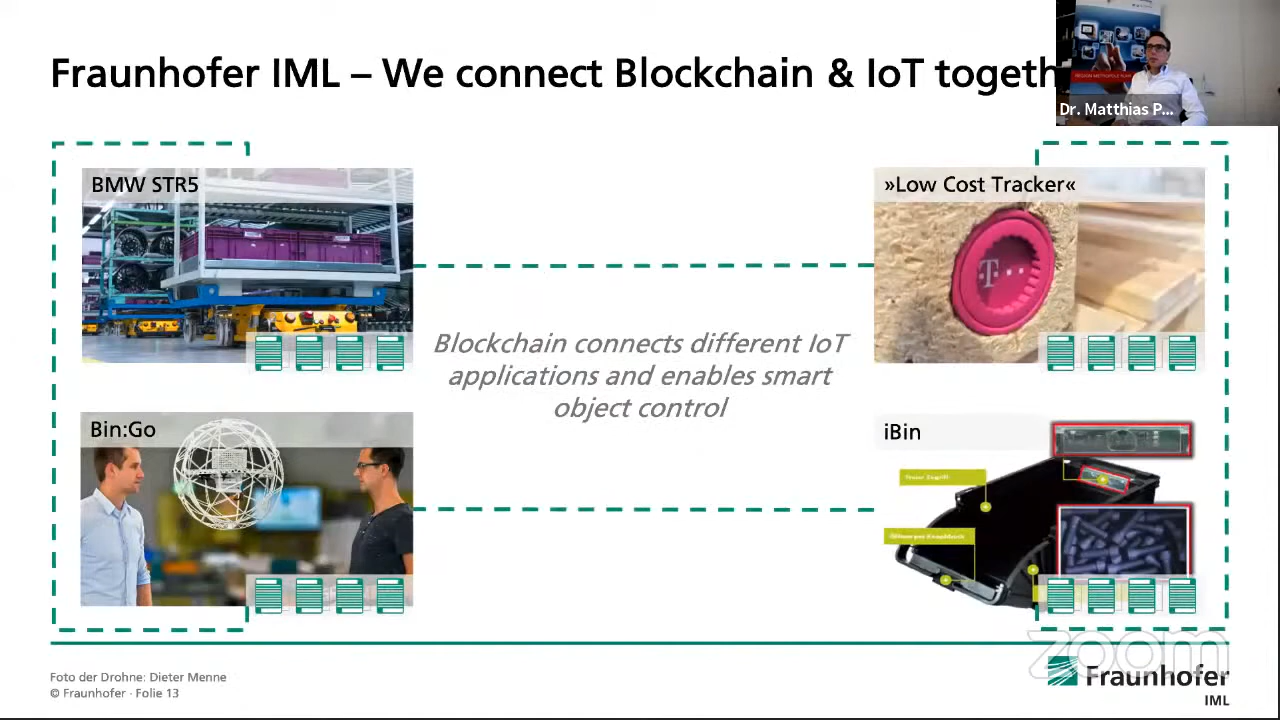 Fraunhofer IML – We connect Blockchain & IoT togeth
Dr. Matthias P...
BMW STR5
»Low Cost Tracker«
T
Blockchain connects different IoT
applications and enables smart
object control
Bin:Go
iBin
Freier Zugriff
zoom
Foto der Drohne: Dieter Menne
© Fraunhofer · Folie 13
Fraunhofer
IML